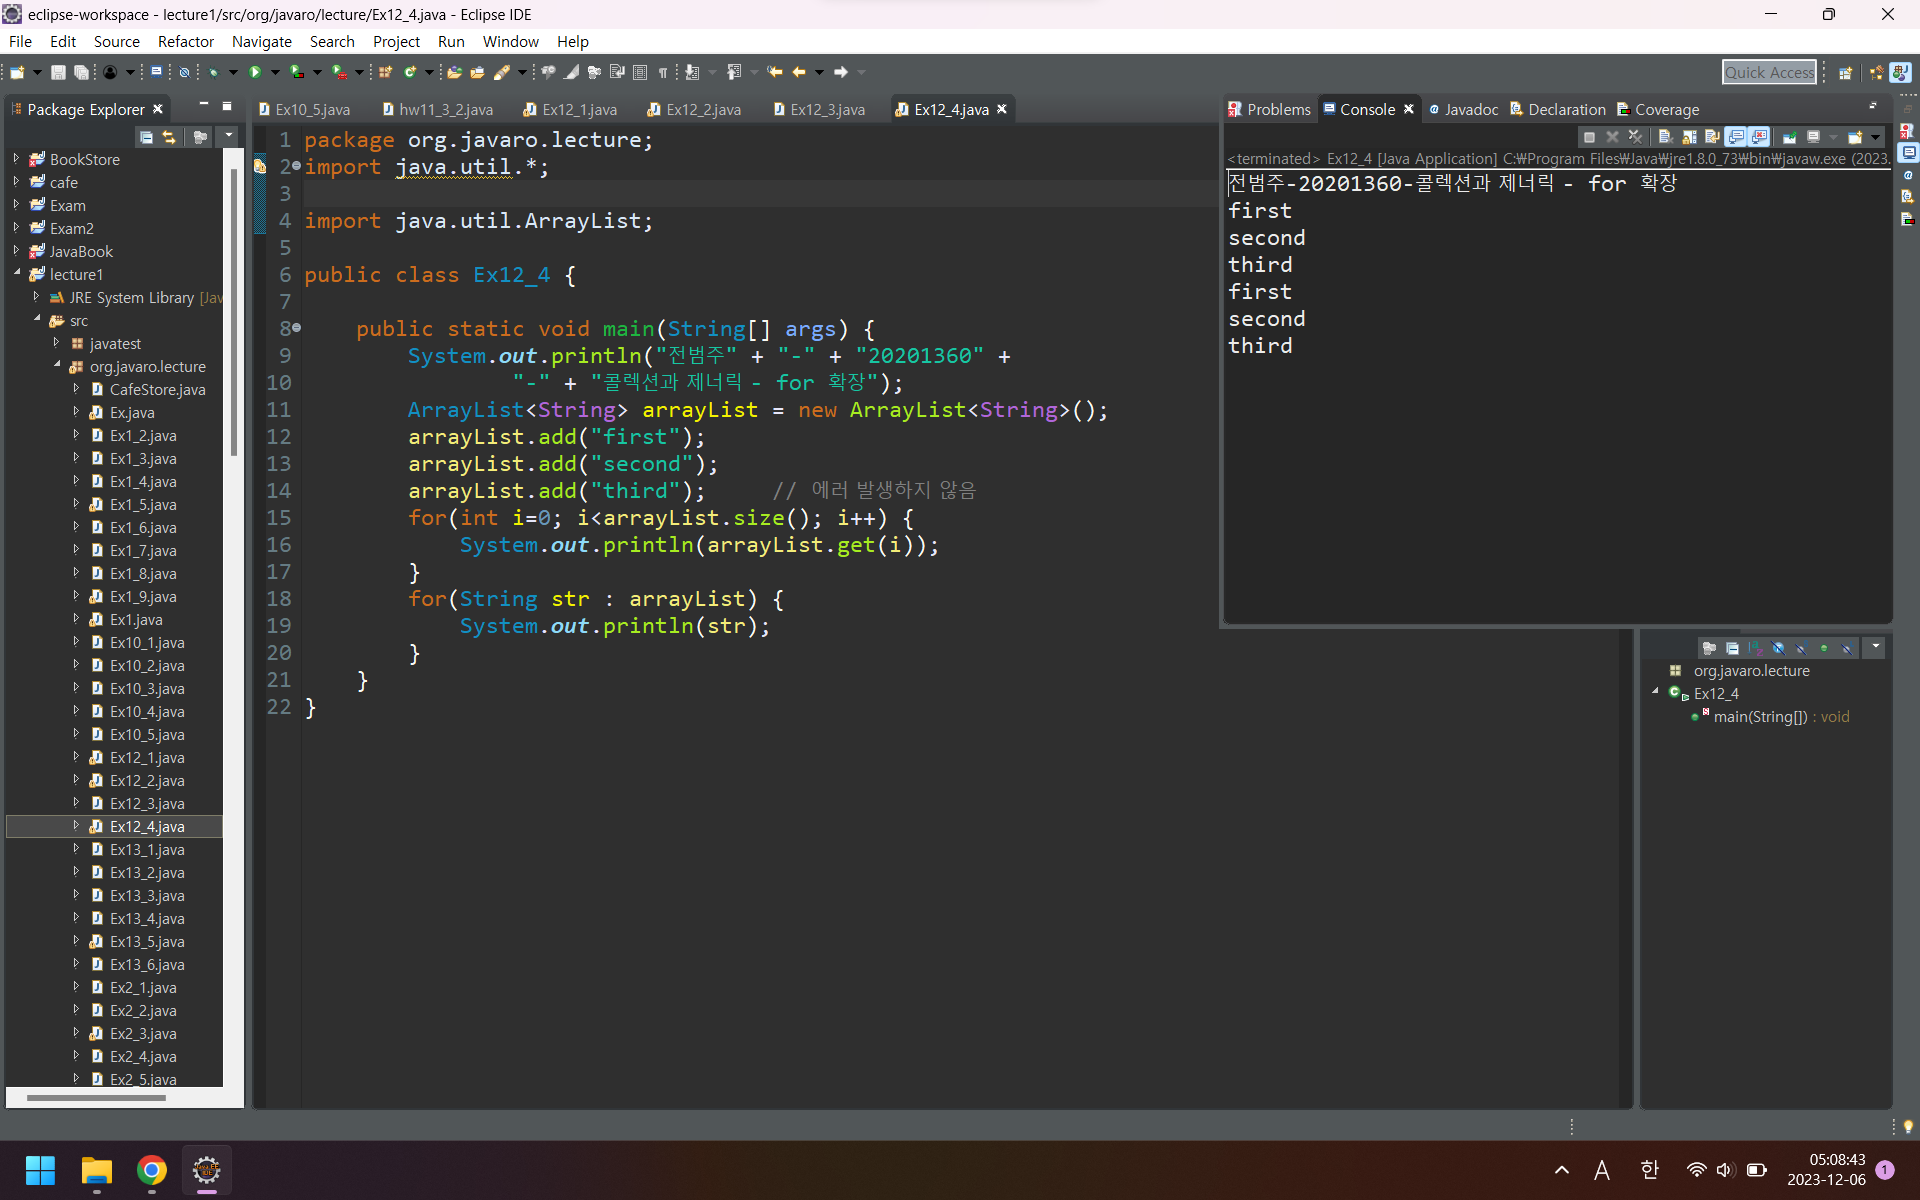 eclipse-workspace - lecture1/src/org/javaro/lecture/Ex12_4.java - Eclipse IDE
File Edit Source Refactor Navigate Search Project Run Window Help
Quick Access
Package Explorer
BookStore
cafe
Exam
Exam2
JavaBook
lecture1
JRE System Library [Jav
src
javatest
org.javaro.lecture
CafeStore.java
Ex.java
Ex1_2.java
Ex1_3.java
Ex1_4.java
Ex1_5.java
Ex1_6.java
Ex1_7.java
Ex1_8.java
Ex1_9.java
Ex1.java
Ex10_1.java
Ex10_2.java
Ex10_3.java
Ex10_4.java
Ex10_5.java
Ex12_1.java
Ex12_2.java
Ex12_3.java
Ex12_4.java
Ex13_1.java
Ex13_2.java
Ex13_3.java
Ex13_4.java
Ex13_5.java
Ex13_6.java
Ex2_1.java
Ex2_2.java
Ex2_3.java
Ex2_4.java
Ex2_5.java
Ex10_5.java hw11_3_2.java Ex12_1.java Ex12_2.java Ex12_3.java Ex12_4.java
1 package org.javaro.lecture;
2 import java.util.*;
3
4 import java.util.ArrayList;
5
6 public class Ex12_4 {
7
8 public static void main(String[] args) {
9 System.out.println("전범주" + "-" + "20201360" +
10 "-" + "콜렉션과 제너릭 - for 확장");
11 ArrayList<String> arrayList = new ArrayList<String>();
12 arrayList.add("first");
13 arrayList.add("second");
14 arrayList.add("third"); // 에러 발생하지 않음
15 for(int i=0; i<arrayList.size(); i++) {
16 System.out.println(arrayList.get(i));
17 }
18 for(String str : arrayList) {
19 System.out.println(str);
20 }
21 }
22 }
Problems Console Javadoc Declaration Coverage
<terminated> Ex12_4 [Java Application] C:₩Program Files₩Java₩jre1.8.0_73₩bin₩javaw.exe (2023.
전범주-20201360-콜렉션과 제너릭 - for 확장
first
second
third
first
second
third
org.javaro.lecture
Ex12_4
main(String[]) : void
A 한
05:08:43
2023-12-06
1